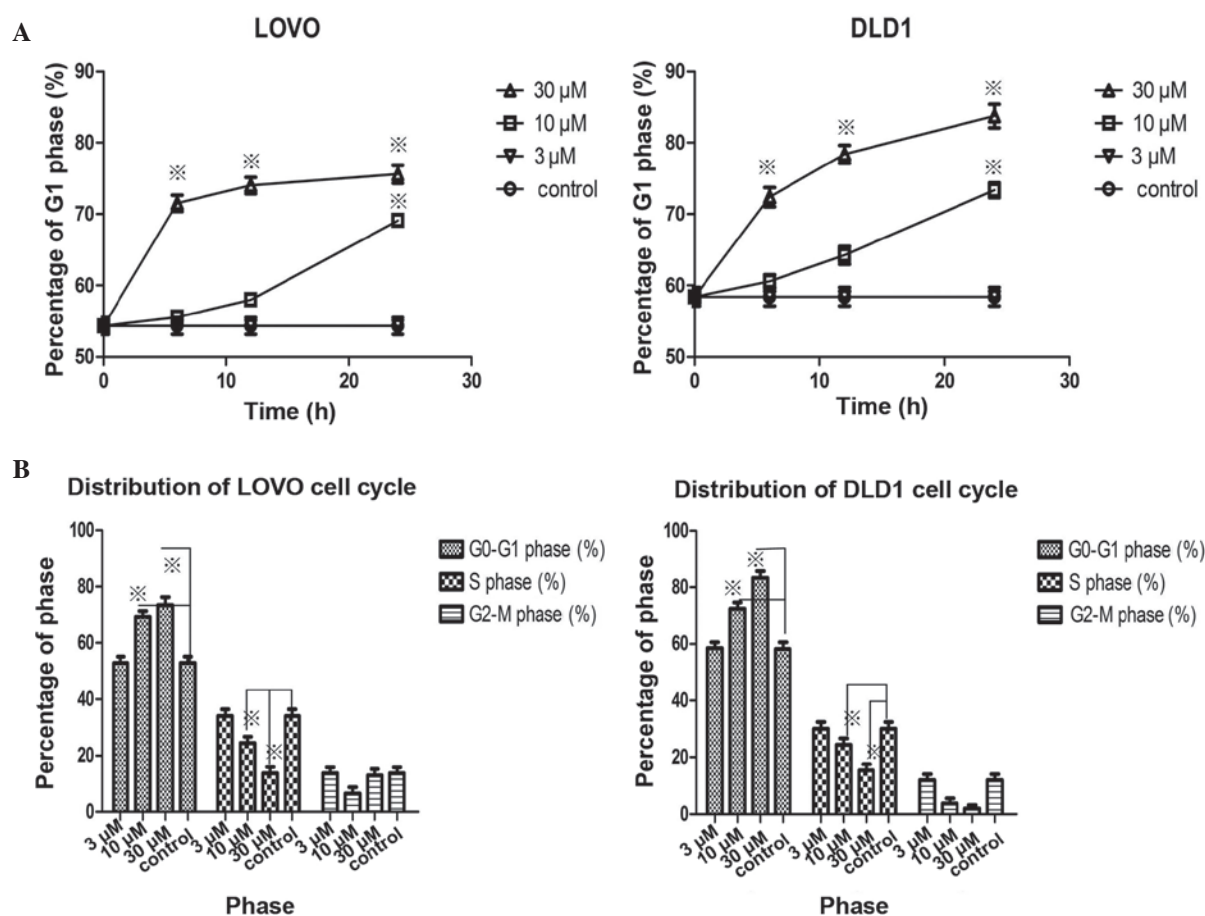 A
LOVO
Percentage of G1 phase (%)
90
80
70
60
50
0
10
20
30
Time (h)
※
※
※
※
30 µM
10 µM
3 µM
control
DLD1
Percentage of G1 phase (%)
90
80
70
60
50
0
10
20
30
Time (h)
※
※
※
※
30 µM
10 µM
3 µM
control
B
Distribution of LOVO cell cycle
Percentage of phase
100
80
60
40
20
0
※
※
※
※
3 µM
10 µM
30 µM
control
3 µM
10 µM
30 µM
control
3 µM
10 µM
30 µM
control
Phase
G0-G1 phase (%)
S phase (%)
G2-M phase (%)
Distribution of DLD1 cell cycle
Percentage of phase
100
80
60
40
20
0
※
※
※
※
3 µM
10 µM
30 µM
control
3 µM
10 µM
30 µM
control
3 µM
10 µM
30 µM
control
Phase
G0-G1 phase (%)
S phase (%)
G2-M phase (%)